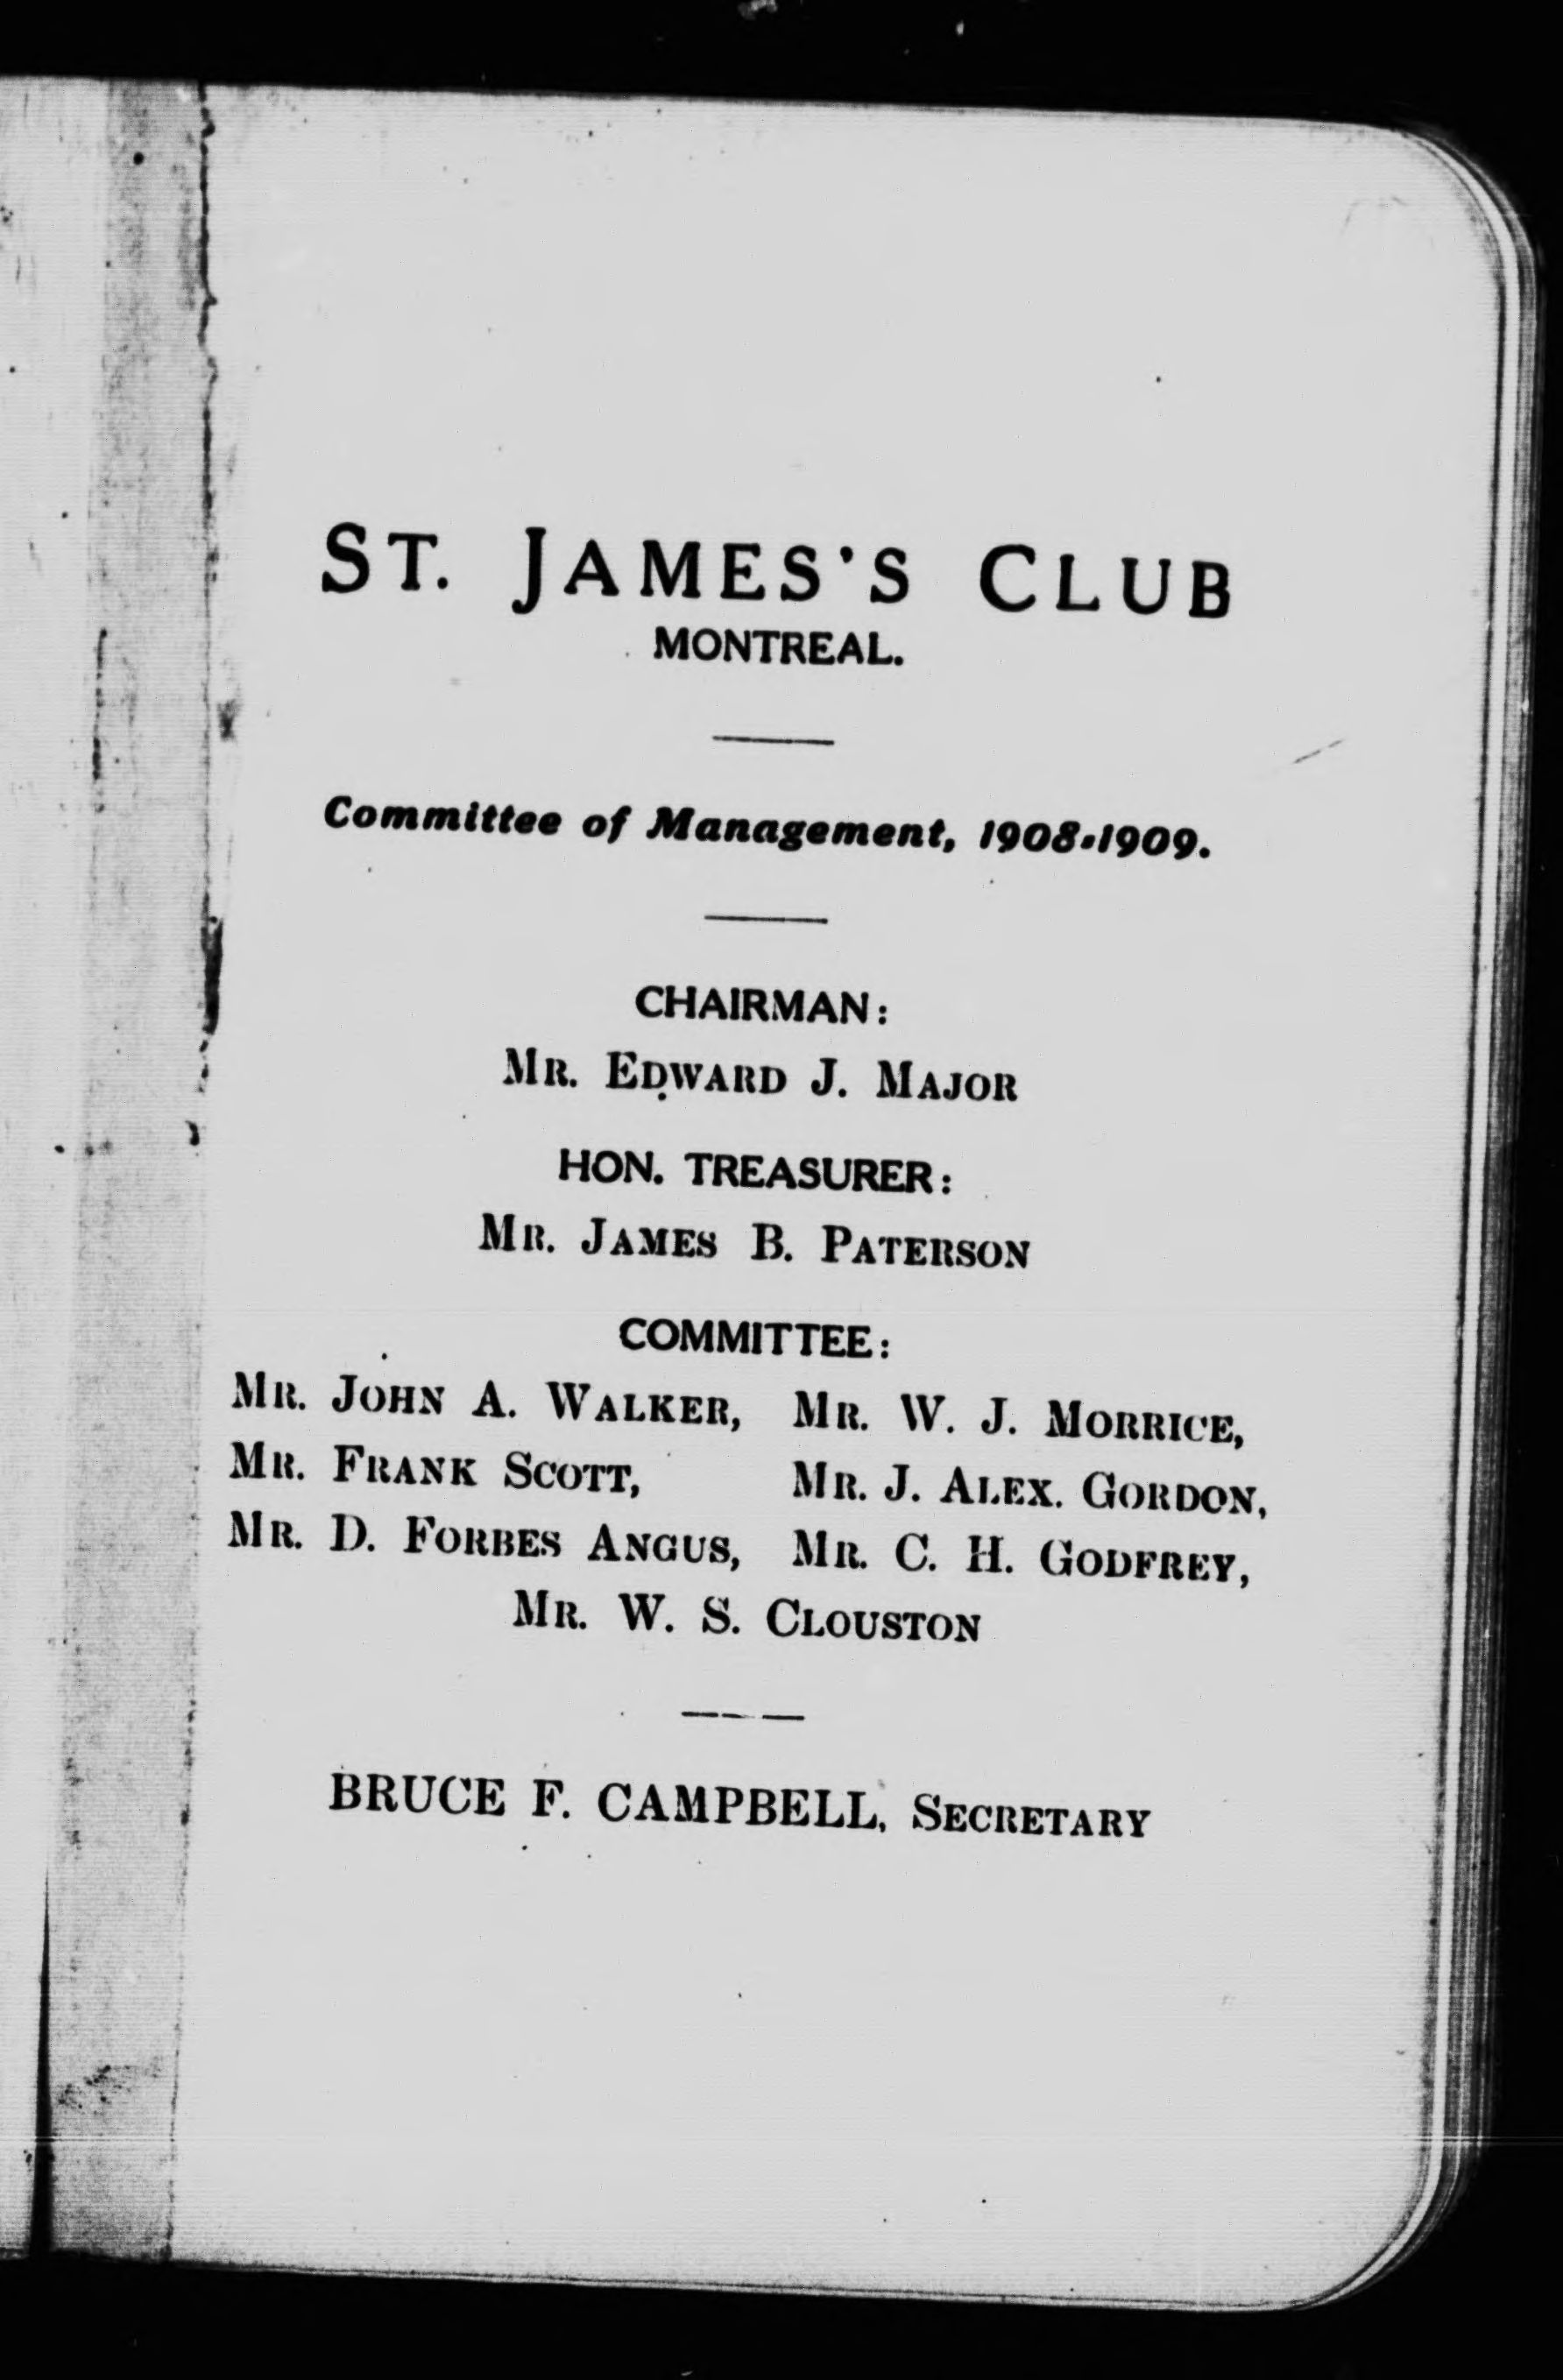 ST. JAMES'S CLUB
MONTREAL.
Committee of Management, 1908-1909.
CHAIRMAN:
MR. EDWARD J. MAJOR
HON. TREASURER:
MR. JAMES B. PATERSON
COMMITTEE:
MR. JOHN A. WALKER, MR. W. J. MORRICE,
MR. FRANK SCOTT, MR. J. ALEX. GORDON,
MR. D. FORBES ANGUS, MR. C. H. GODFREY,
MR. W. S. CLOUSTON
BRUCE F. CAMPBELL, SECRETARY